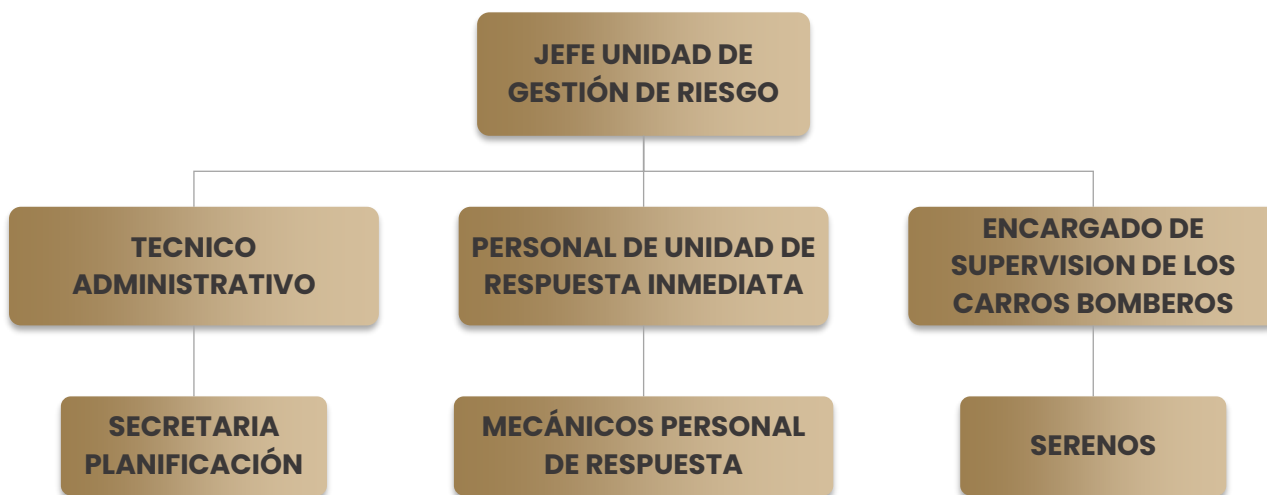 JEFE UNIDAD DE
GESTIÓN DE RIESGO
TECNICO
ADMINISTRATIVO
PERSONAL DE UNIDAD DE
RESPUESTA INMEDIATA
ENCARGADO DE
SUPERVISION DE LOS
CARROS BOMBEROS
SECRETARIA
PLANIFICACIÓN
MECÁNICOS PERSONAL
DE RESPUESTA
SERENOS